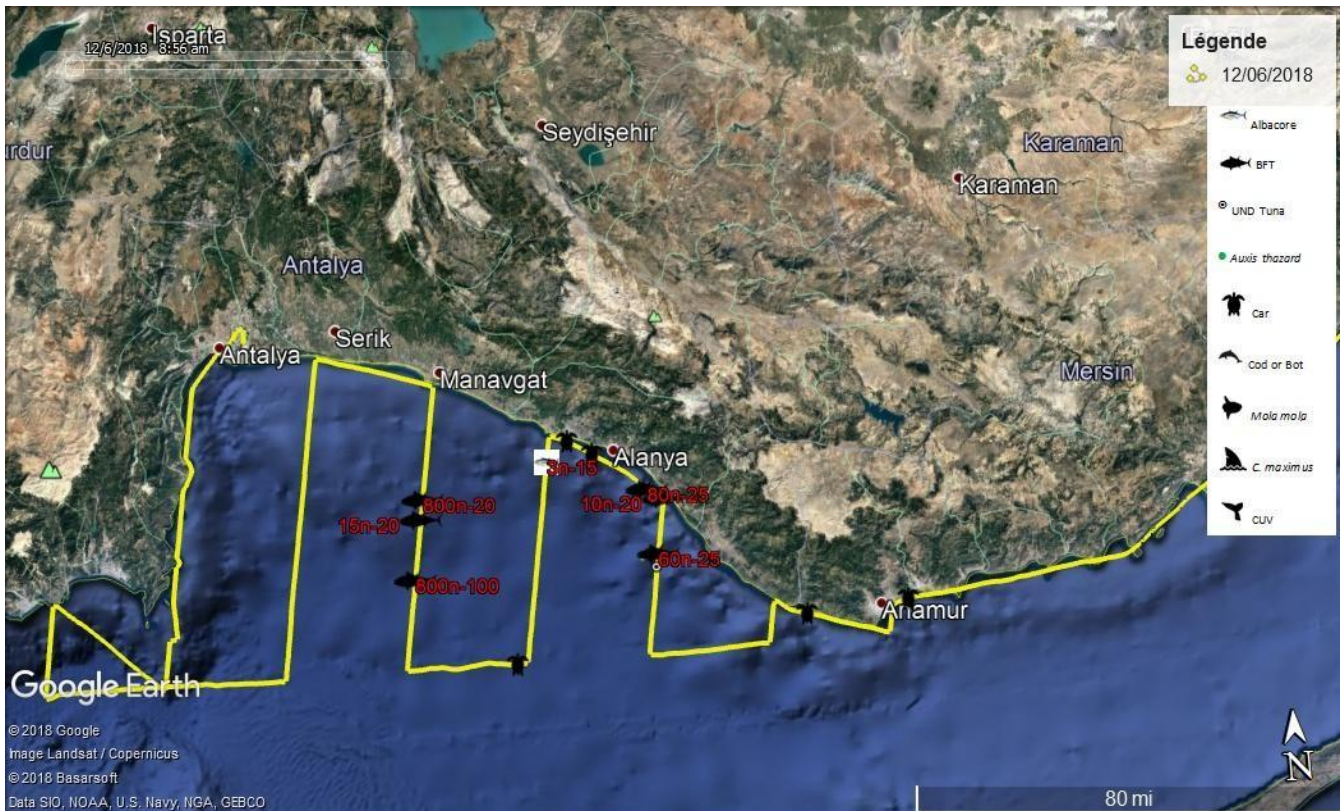 Isparta
12/6/2018 8:56 am
Légende
12/06/2018
Albacore
BFT
UND Tuna
Auxis thazard
Car
Cod or Bot
Mola mola
C. maximus
CUV
urdur
Seydişehir
Karaman
Karaman
Antalya
Serik
Antalya
Manavgat
Mersin
Alanya
3n-15
10n-20
80n-25
800n-20
15n-20
60n-25
800n-100
Anamur
Google Earth
© 2018 Google
Image Landsat / Copernicus
© 2018 Basarsoft
Data SIO, NOAA, U.S. Navy, NGA, GEBCO
80 mi
N